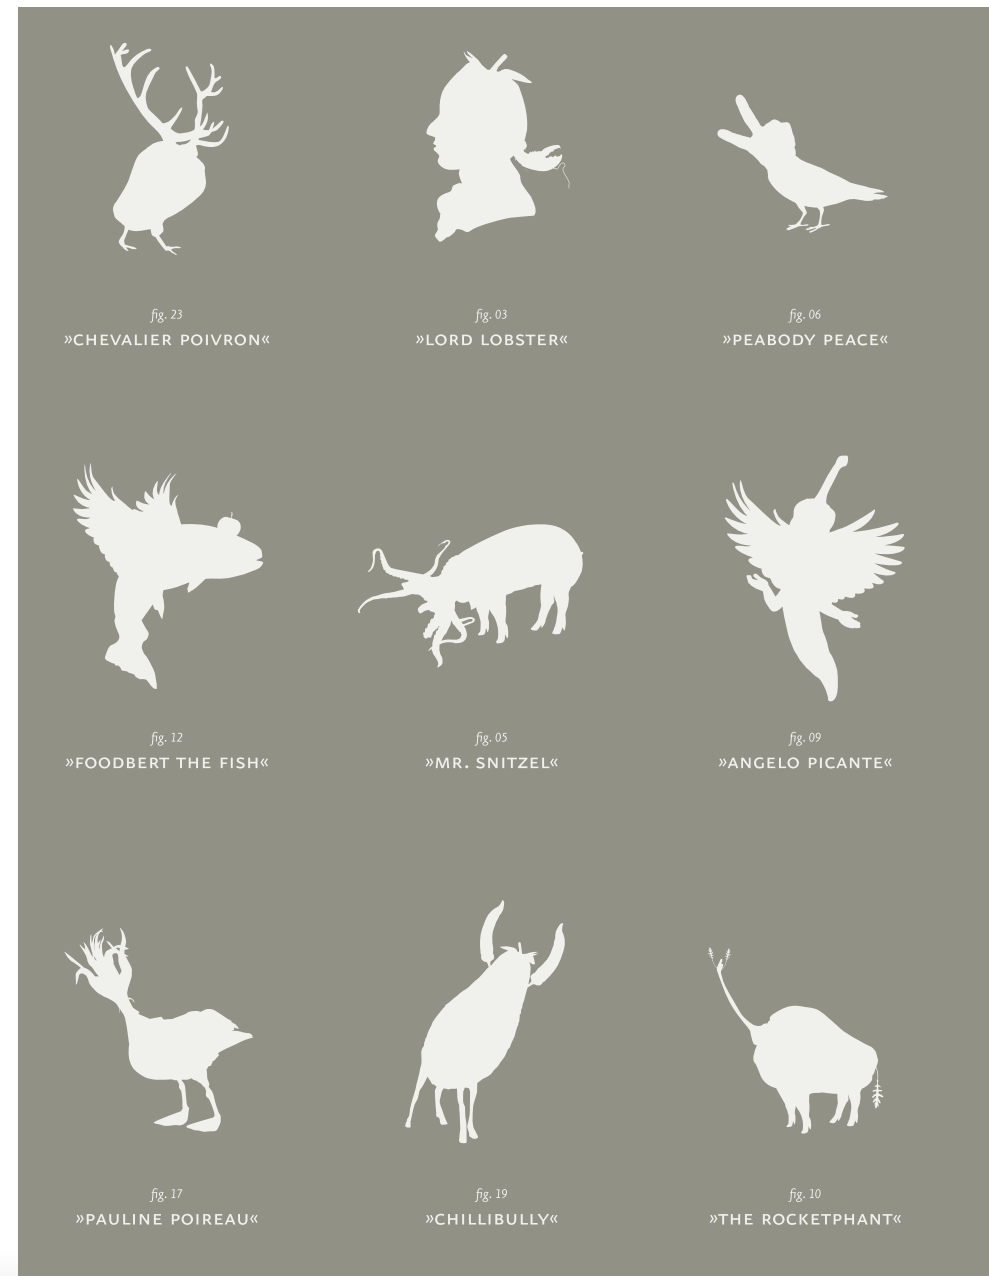 fig. 23
»CHEVALIER POIVRON«
fig. 03
»LORD LOBSTER«
fig. 06
»PEABODY PEACE«
fig. 12
»FOODBERT THE FISH«
fig. 05
»MR. SNITZEL«
fig. 09
»ANGELO PICANTE«
fig. 17
»PAULINE POIREAU«
fig. 19
»CHILLIBULLY«
fig. 10
»THE ROCKETPHANT«